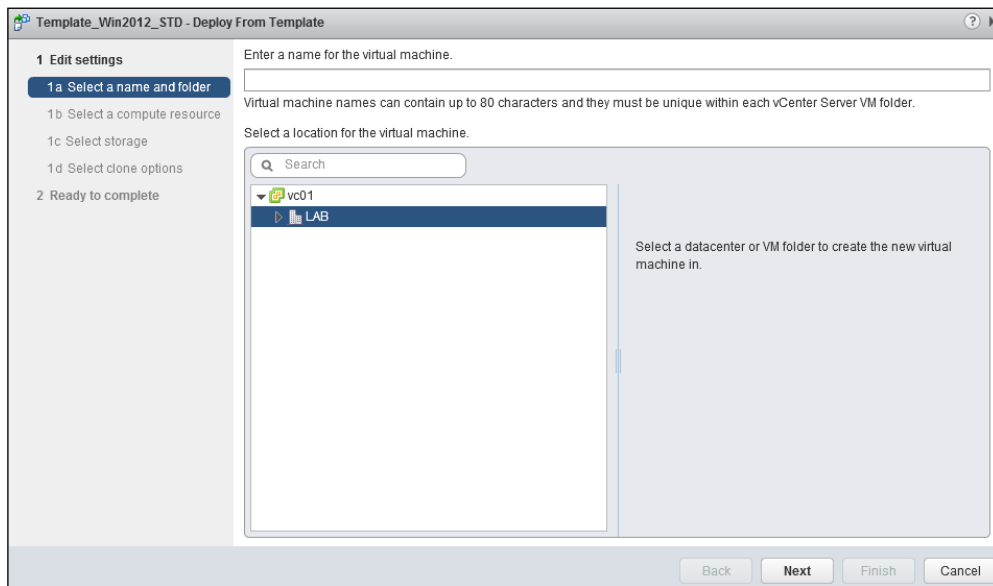 Template_Win2012_STD - Deploy From Template
?
1 Edit settings
1a Select a name and folder
1b Select a compute resource
1c Select storage
1d Select clone options
2 Ready to complete
Enter a name for the virtual machine.
Virtual machine names can contain up to 80 characters and they must be unique within each vCenter Server VM folder.
Select a location for the virtual machine.
Search
vc01
LAB
Select a datacenter or VM folder to create the new virtual
machine in.
Back
Next
Finish
Cancel